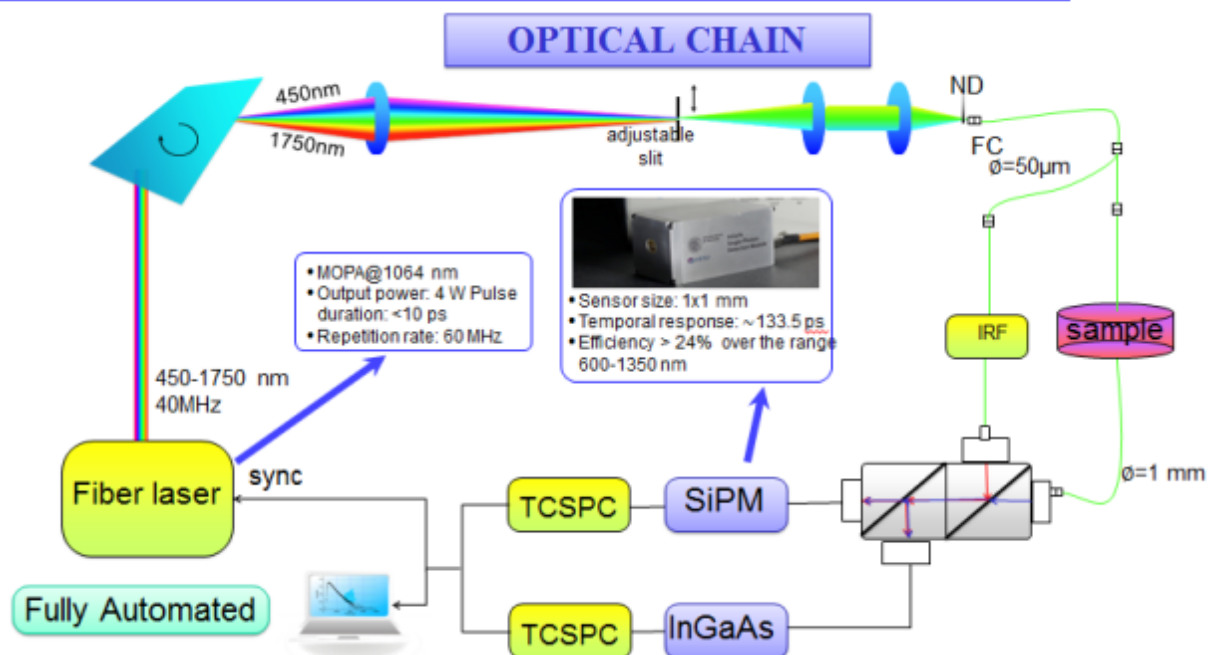 OPTICAL CHAIN
450nm
1750nm
adjustable
slit
ND
FC
ø=50µm
• MOPA@1064 nm
• Output power: 4 W Pulse
duration: <10 ps
• Repetition rate: 60 MHz
• Sensor size: 1x1 mm
• Temporal response: ~133.5 ps
• Efficiency > 24% over the range
600-1350 nm
IRF
sample
450-1750 nm
40MHz
Fiber laser
sync
TCSPC
SiPM
ø=1 mm
Fully Automated
TCSPC
InGaAs